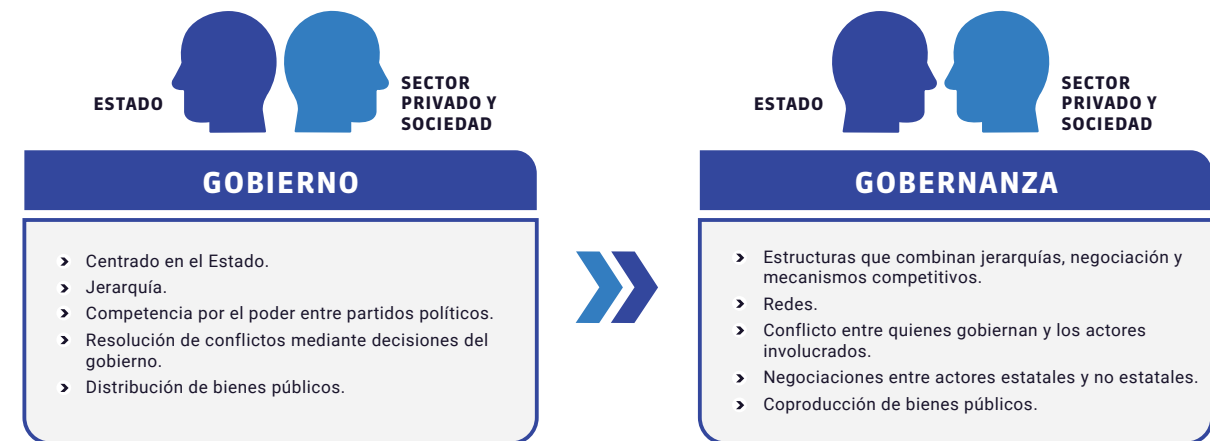 ESTADO
SECTOR
PRIVADO Y
SOCIEDAD
GOBIERNO
Centrado en el Estado.
Jerarquía.
Competencia por el poder entre partidos políticos.
Resolución de conflictos mediante decisiones del
gobierno.
Distribución de bienes públicos.
ESTADO
SECTOR
PRIVADO Y
SOCIEDAD
GOBERNANZA
Estructuras que combinan jerarquías, negociación y
mecanismos competitivos.
Redes.
Conflicto entre quienes gobiernan y los actores
involucrados.
Negociaciones entre actores estatales y no estatales.
Coproducción de bienes públicos.